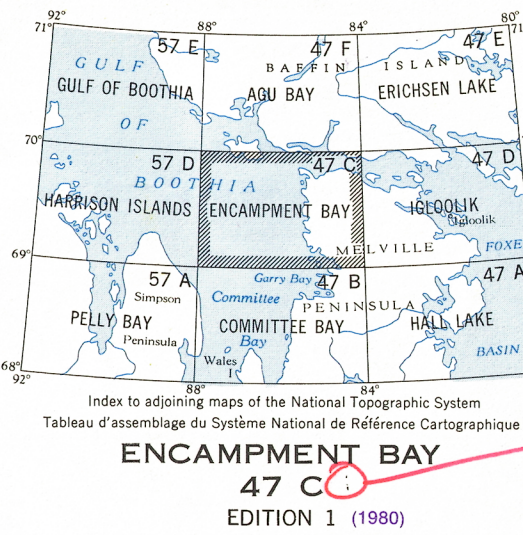 92° 88° 84° 80°
71° 71°
57 E 47 F 47 E
GULF BAFFIN ISLAND
GULF OF BOOTHIA AGU BAY ERICHSEN LAKE
OF
70° 70°
57 D 47 C 47 D
BOOTHIA
HARRISON ISLANDS ENCAMPMENT BAY IGLOOLIK
Igloolik
MELVILLE FOXE
69° 69°
57 A Garry Bay 47 B 47 A
Simpson Committee PENINSULA
PELLY BAY COMMITTEE BAY HALL LAKE
Peninsula Bay BASIN
Wales
I
68°
92° 88° 84°
Index to adjoining maps of the National Topographic System
Tableau d'assemblage du Système National de Référence Cartographique
ENCAMPMENT BAY
47 C
EDITION 1 (1980)